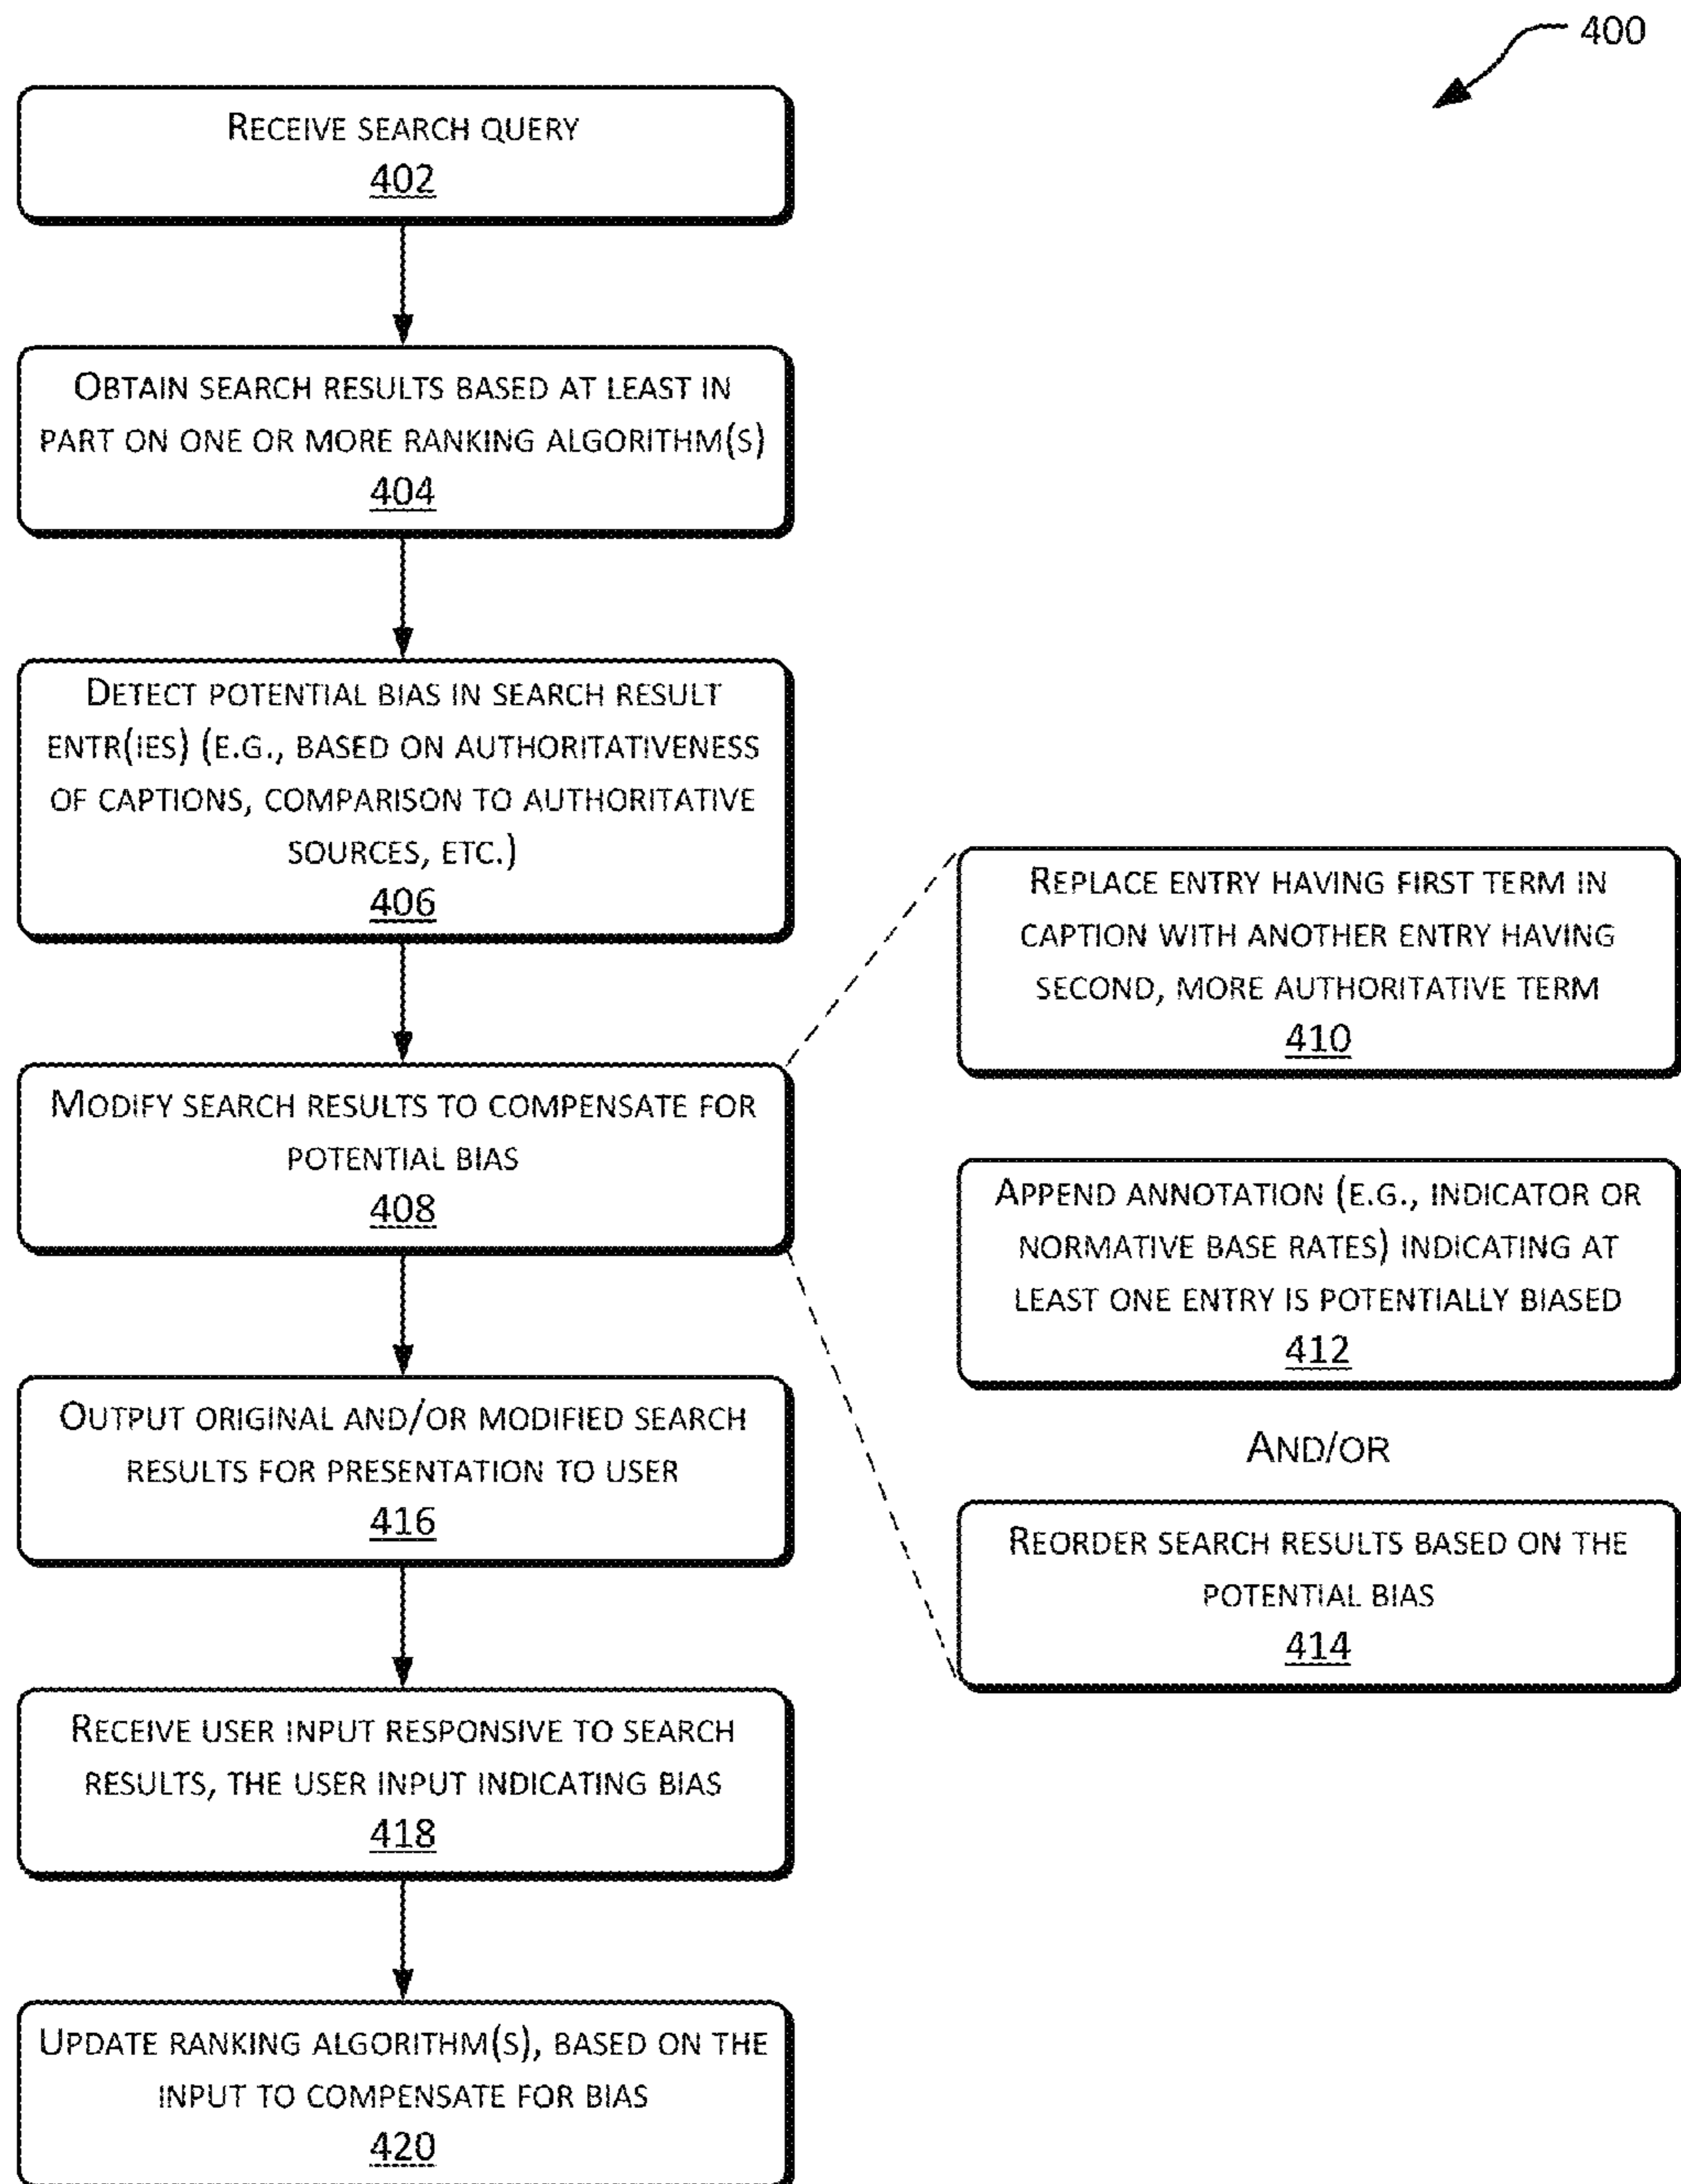 400
RECEIVE SEARCH QUERY
402
OBTAIN SEARCH RESULTS BASED AT LEAST IN
PART ON ONE OR MORE RANKING ALGORITHM(S)
404
DETECT POTENTIAL BIAS IN SEARCH RESULT
ENTR(IES) (E.G., BASED ON AUTHORITATIVENESS
OF CAPTIONS, COMPARISON TO AUTHORITATIVE
SOURCES, ETC.)
406
MODIFY SEARCH RESULTS TO COMPENSATE FOR
POTENTIAL BIAS
408
REPLACE ENTRY HAVING FIRST TERM IN
CAPTION WITH ANOTHER ENTRY HAVING
SECOND, MORE AUTHORITATIVE TERM
410
APPEND ANNOTATION (E.G., INDICATOR OR
NORMATIVE BASE RATES) INDICATING AT
LEAST ONE ENTRY IS POTENTIALLY BIASED
412
AND/OR
REORDER SEARCH RESULTS BASED ON THE
POTENTIAL BIAS
414
OUTPUT ORIGINAL AND/OR MODIFIED SEARCH
RESULTS FOR PRESENTATION TO USER
416
RECEIVE USER INPUT RESPONSIVE TO SEARCH
RESULTS, THE USER INPUT INDICATING BIAS
418
UPDATE RANKING ALGORITHM(S), BASED ON THE
INPUT TO COMPENSATE FOR BIAS
420